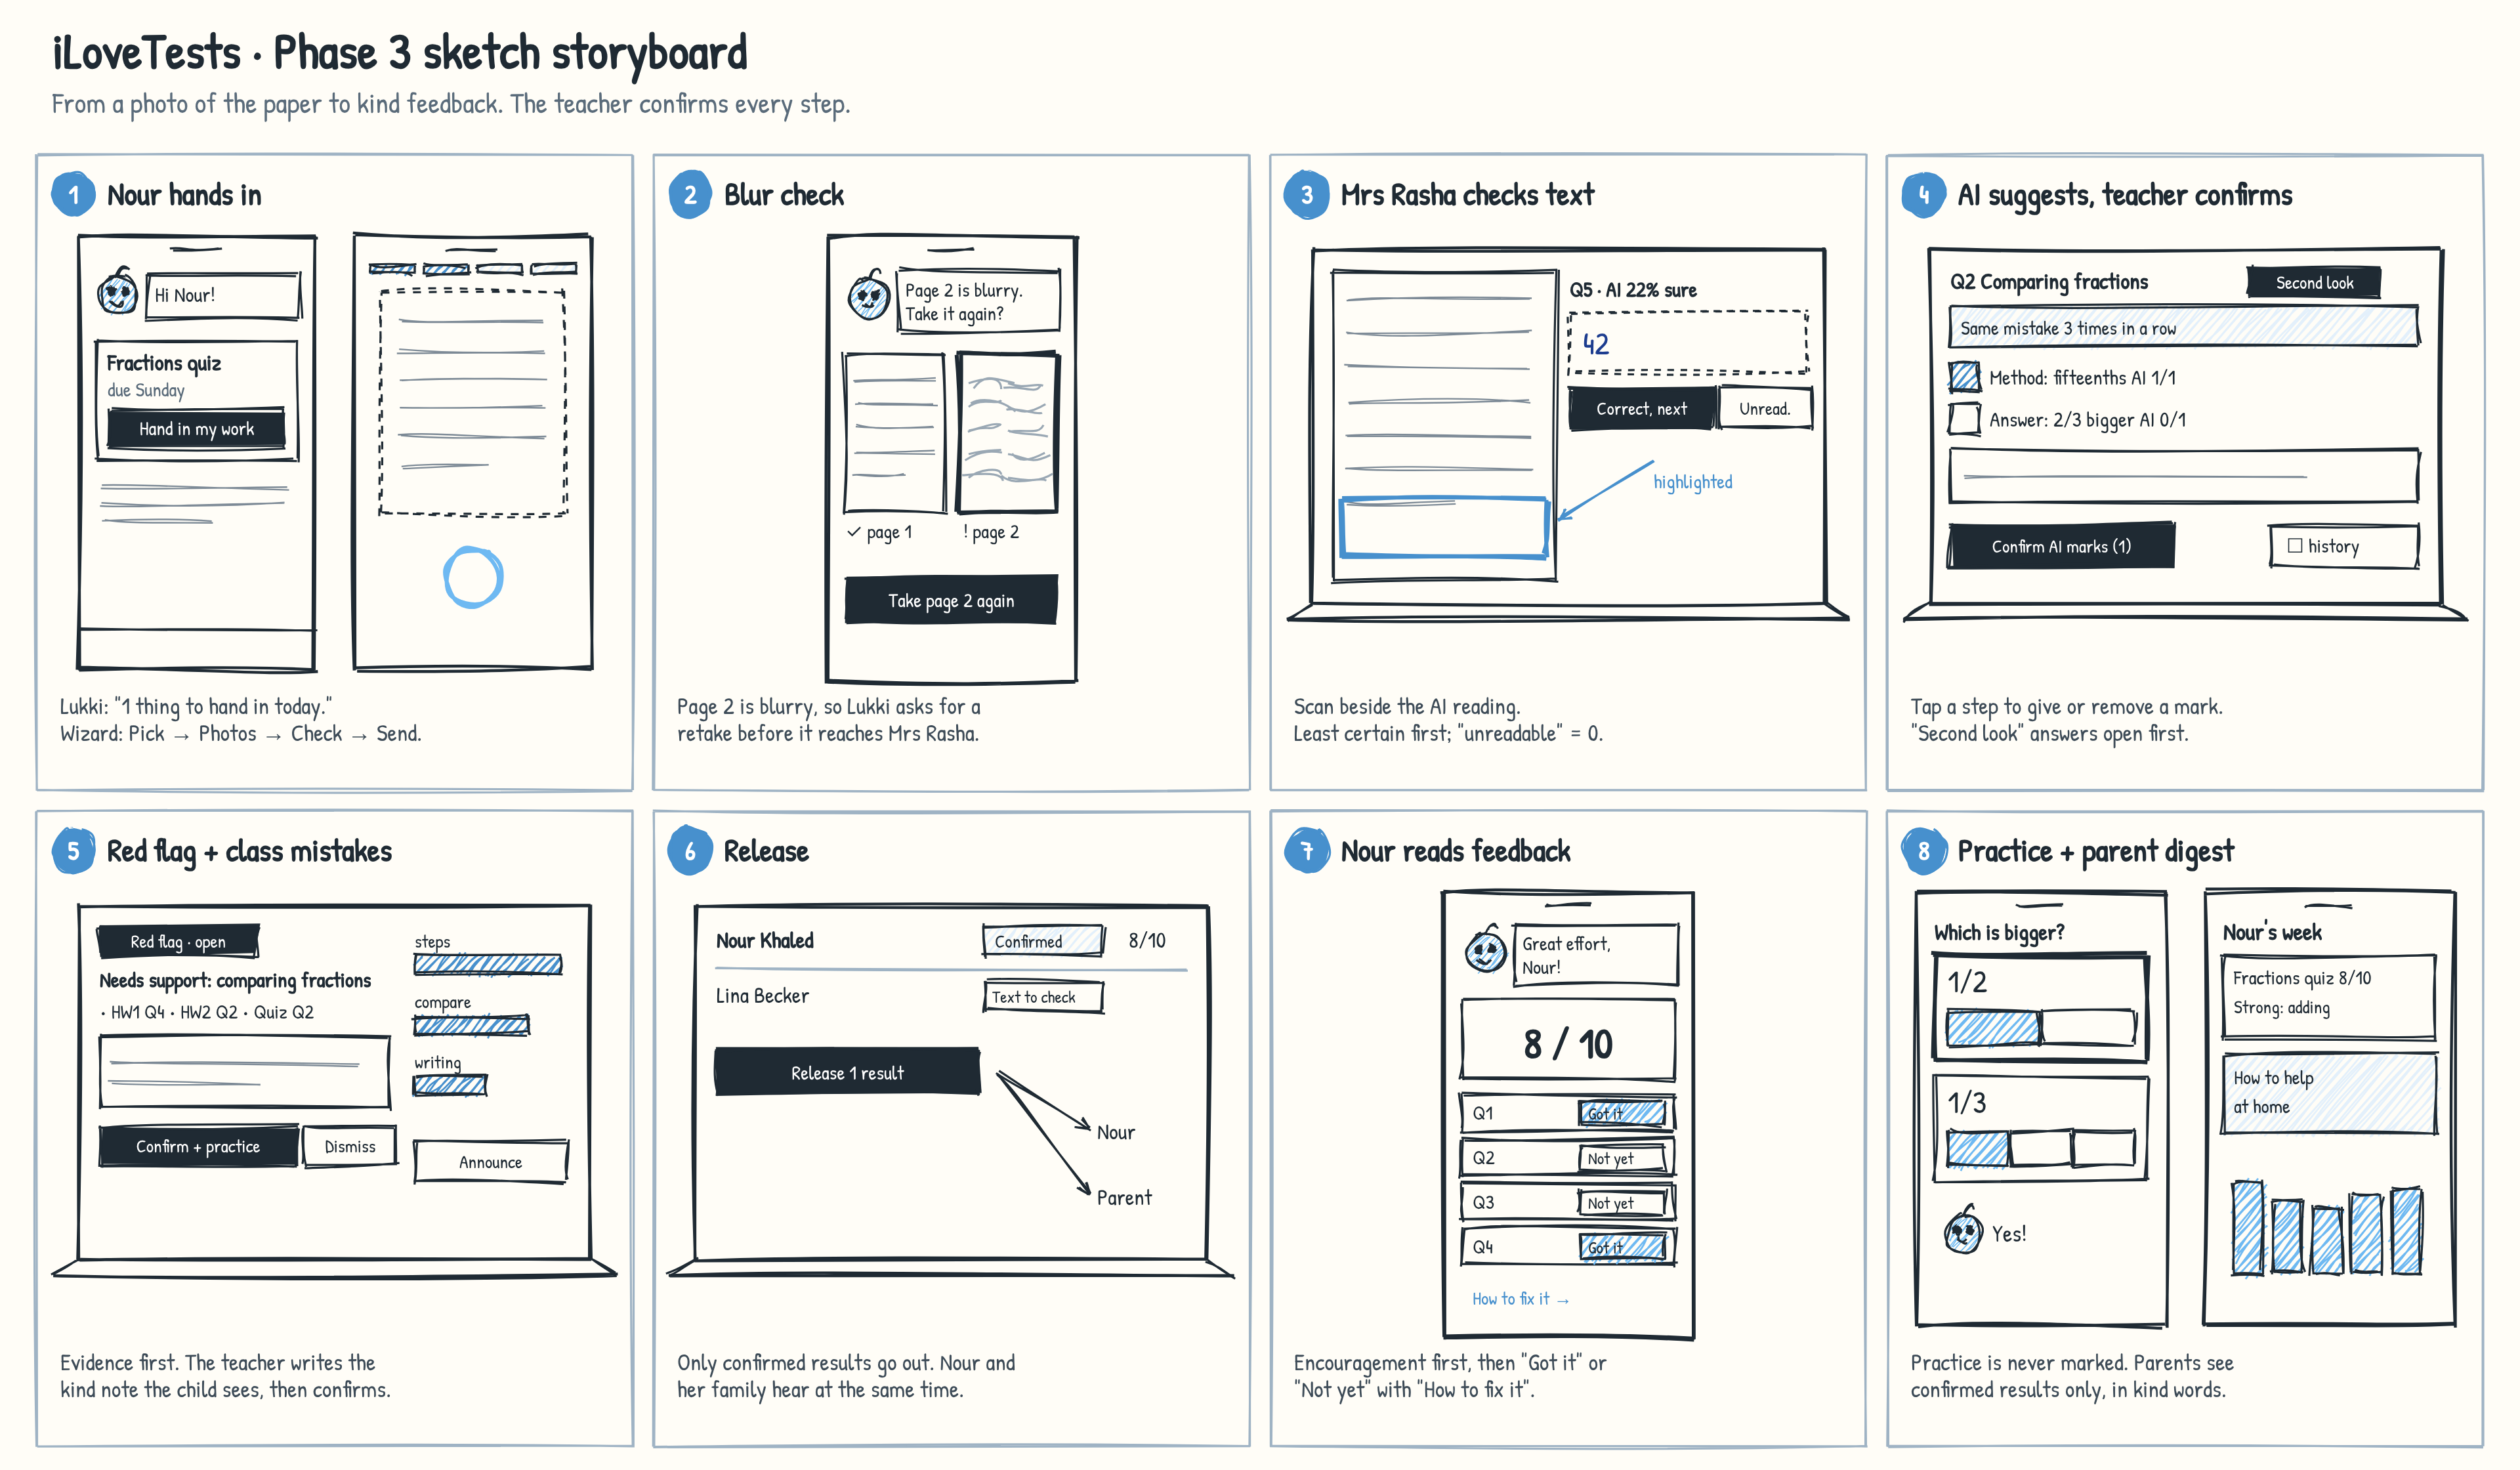 iLoveTests · Phase 3 sketch storyboard
From a photo of the paper to kind feedback. The teacher confirms every step.
1 Nour hands in
Hi Nour!
Fractions quiz
due Sunday
Hand in my work
Lukki: "1 thing to hand in today."
Wizard: Pick → Photos → Check → Send.
2 Blur check
Page 2 is blurry.
Take it again?
✓ page 1
! page 2
Take page 2 again
Page 2 is blurry, so Lukki asks for a
retake before it reaches Mrs Rasha.
3 Mrs Rasha checks text
Q5 · AI 22% sure
42
Correct, next
Unread.
highlighted
Scan beside the AI reading.
Least certain first; "unreadable" = 0.
4 AI suggests, teacher confirms
Q2 Comparing fractions
Second look
Same mistake 3 times in a row
Method: fifteenths AI 1/1
Answer: 2/3 bigger AI 0/1
Confirm AI marks (1)
☐ history
Tap a step to give or remove a mark.
"Second look" answers open first.
5 Red flag + class mistakes
Red flag · open
Needs support: comparing fractions
· HW1 Q4 · HW2 Q2 · Quiz Q2
Confirm + practice
Dismiss
steps
compare
writing
Announce
Evidence first. The teacher writes the
kind note the child sees, then confirms.
6 Release
Nour Khaled
Confirmed
8/10
Lina Becker
Text to check
Release 1 result
Nour
Parent
Only confirmed results go out. Nour and
her family hear at the same time.
7 Nour reads feedback
Great effort,
Nour!
8 / 10
Q1 Got it
Q2 Not yet
Q3 Not yet
Q4 Got it
How to fix it →
Encouragement first, then "Got it" or
"Not yet" with "How to fix it".
8 Practice + parent digest
Which is bigger?
1/2
1/3
Yes!
Nour's week
Fractions quiz 8/10
Strong: adding
How to help
at home
Practice is never marked. Parents see
confirmed results only, in kind words.